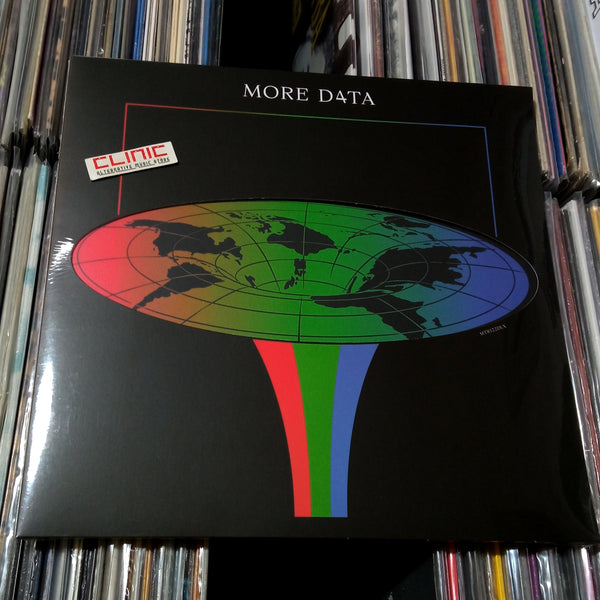 MORE D4TA
CLINIC
ALTERNATIVE MUSIC STORE